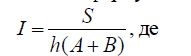 I = S / h(A + B), де